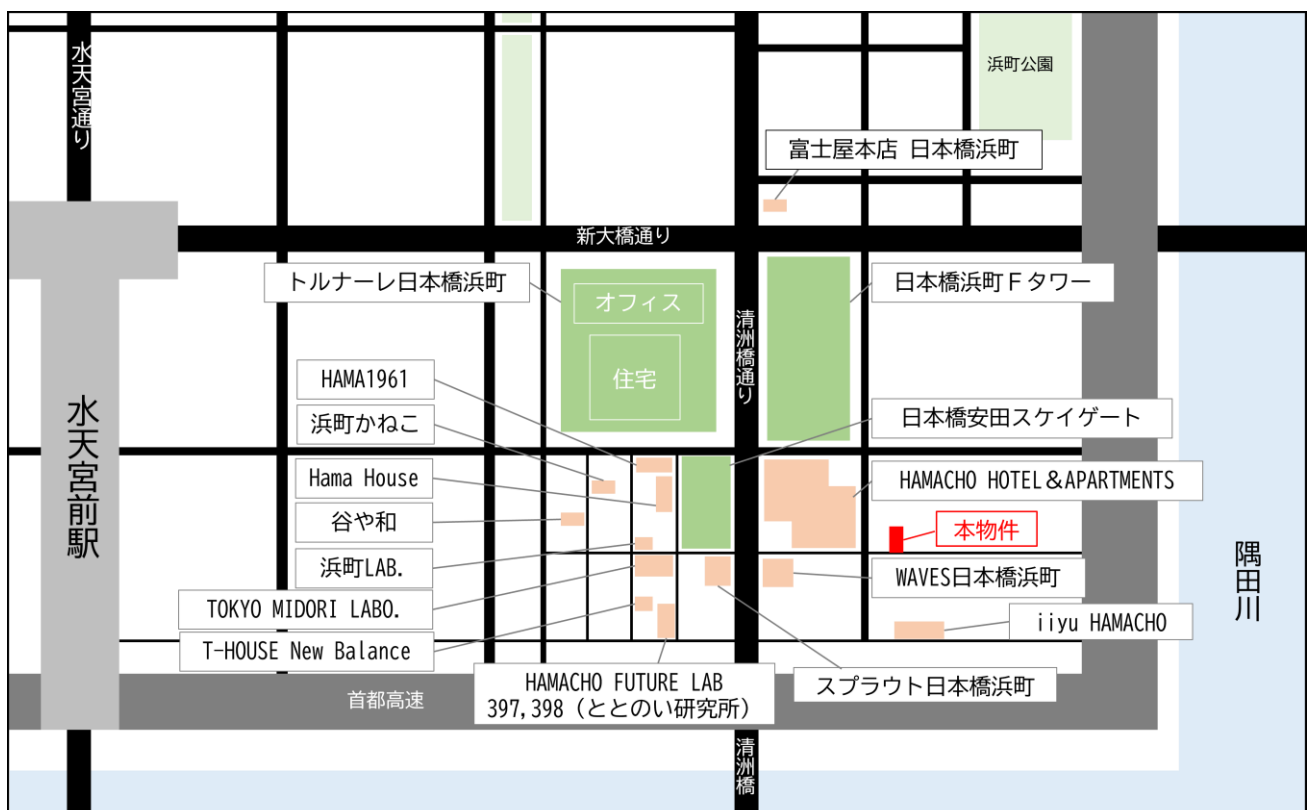 水天宮通り
浜町公園
富士屋本店 日本橋浜町
新大橋通り
トルナーレ日本橋浜町
オフィス
住宅
清洲橋通り
日本橋浜町Fタワー
HAMA1961
浜町かねこ
日本橋安田スケイゲート
水天宮前駅
Hama House
HAMACHO HOTEL&APARTMENTS
谷や和
本物件
浜町LAB.
WAVES日本橋浜町
隅田川
TOKYO MIDORI LABO.
iiyu HAMACHO
T-HOUSE New Balance
HAMACHO FUTURE LAB
397,398(ととのい研究所)
スプラウト日本橋浜町
首都高速
清洲橋